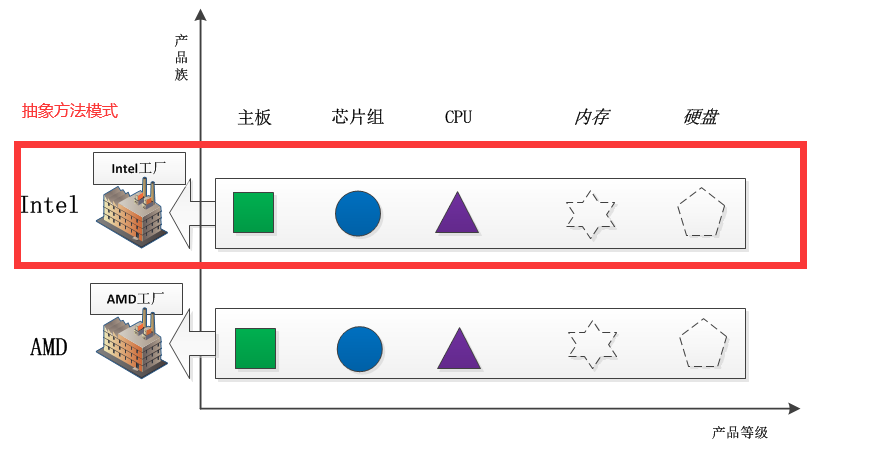 产品族
抽象方法模式
主板 芯片组 CPU 内存 硬盘
Intel工厂
Intel
AMD工厂
AMD
产品等级